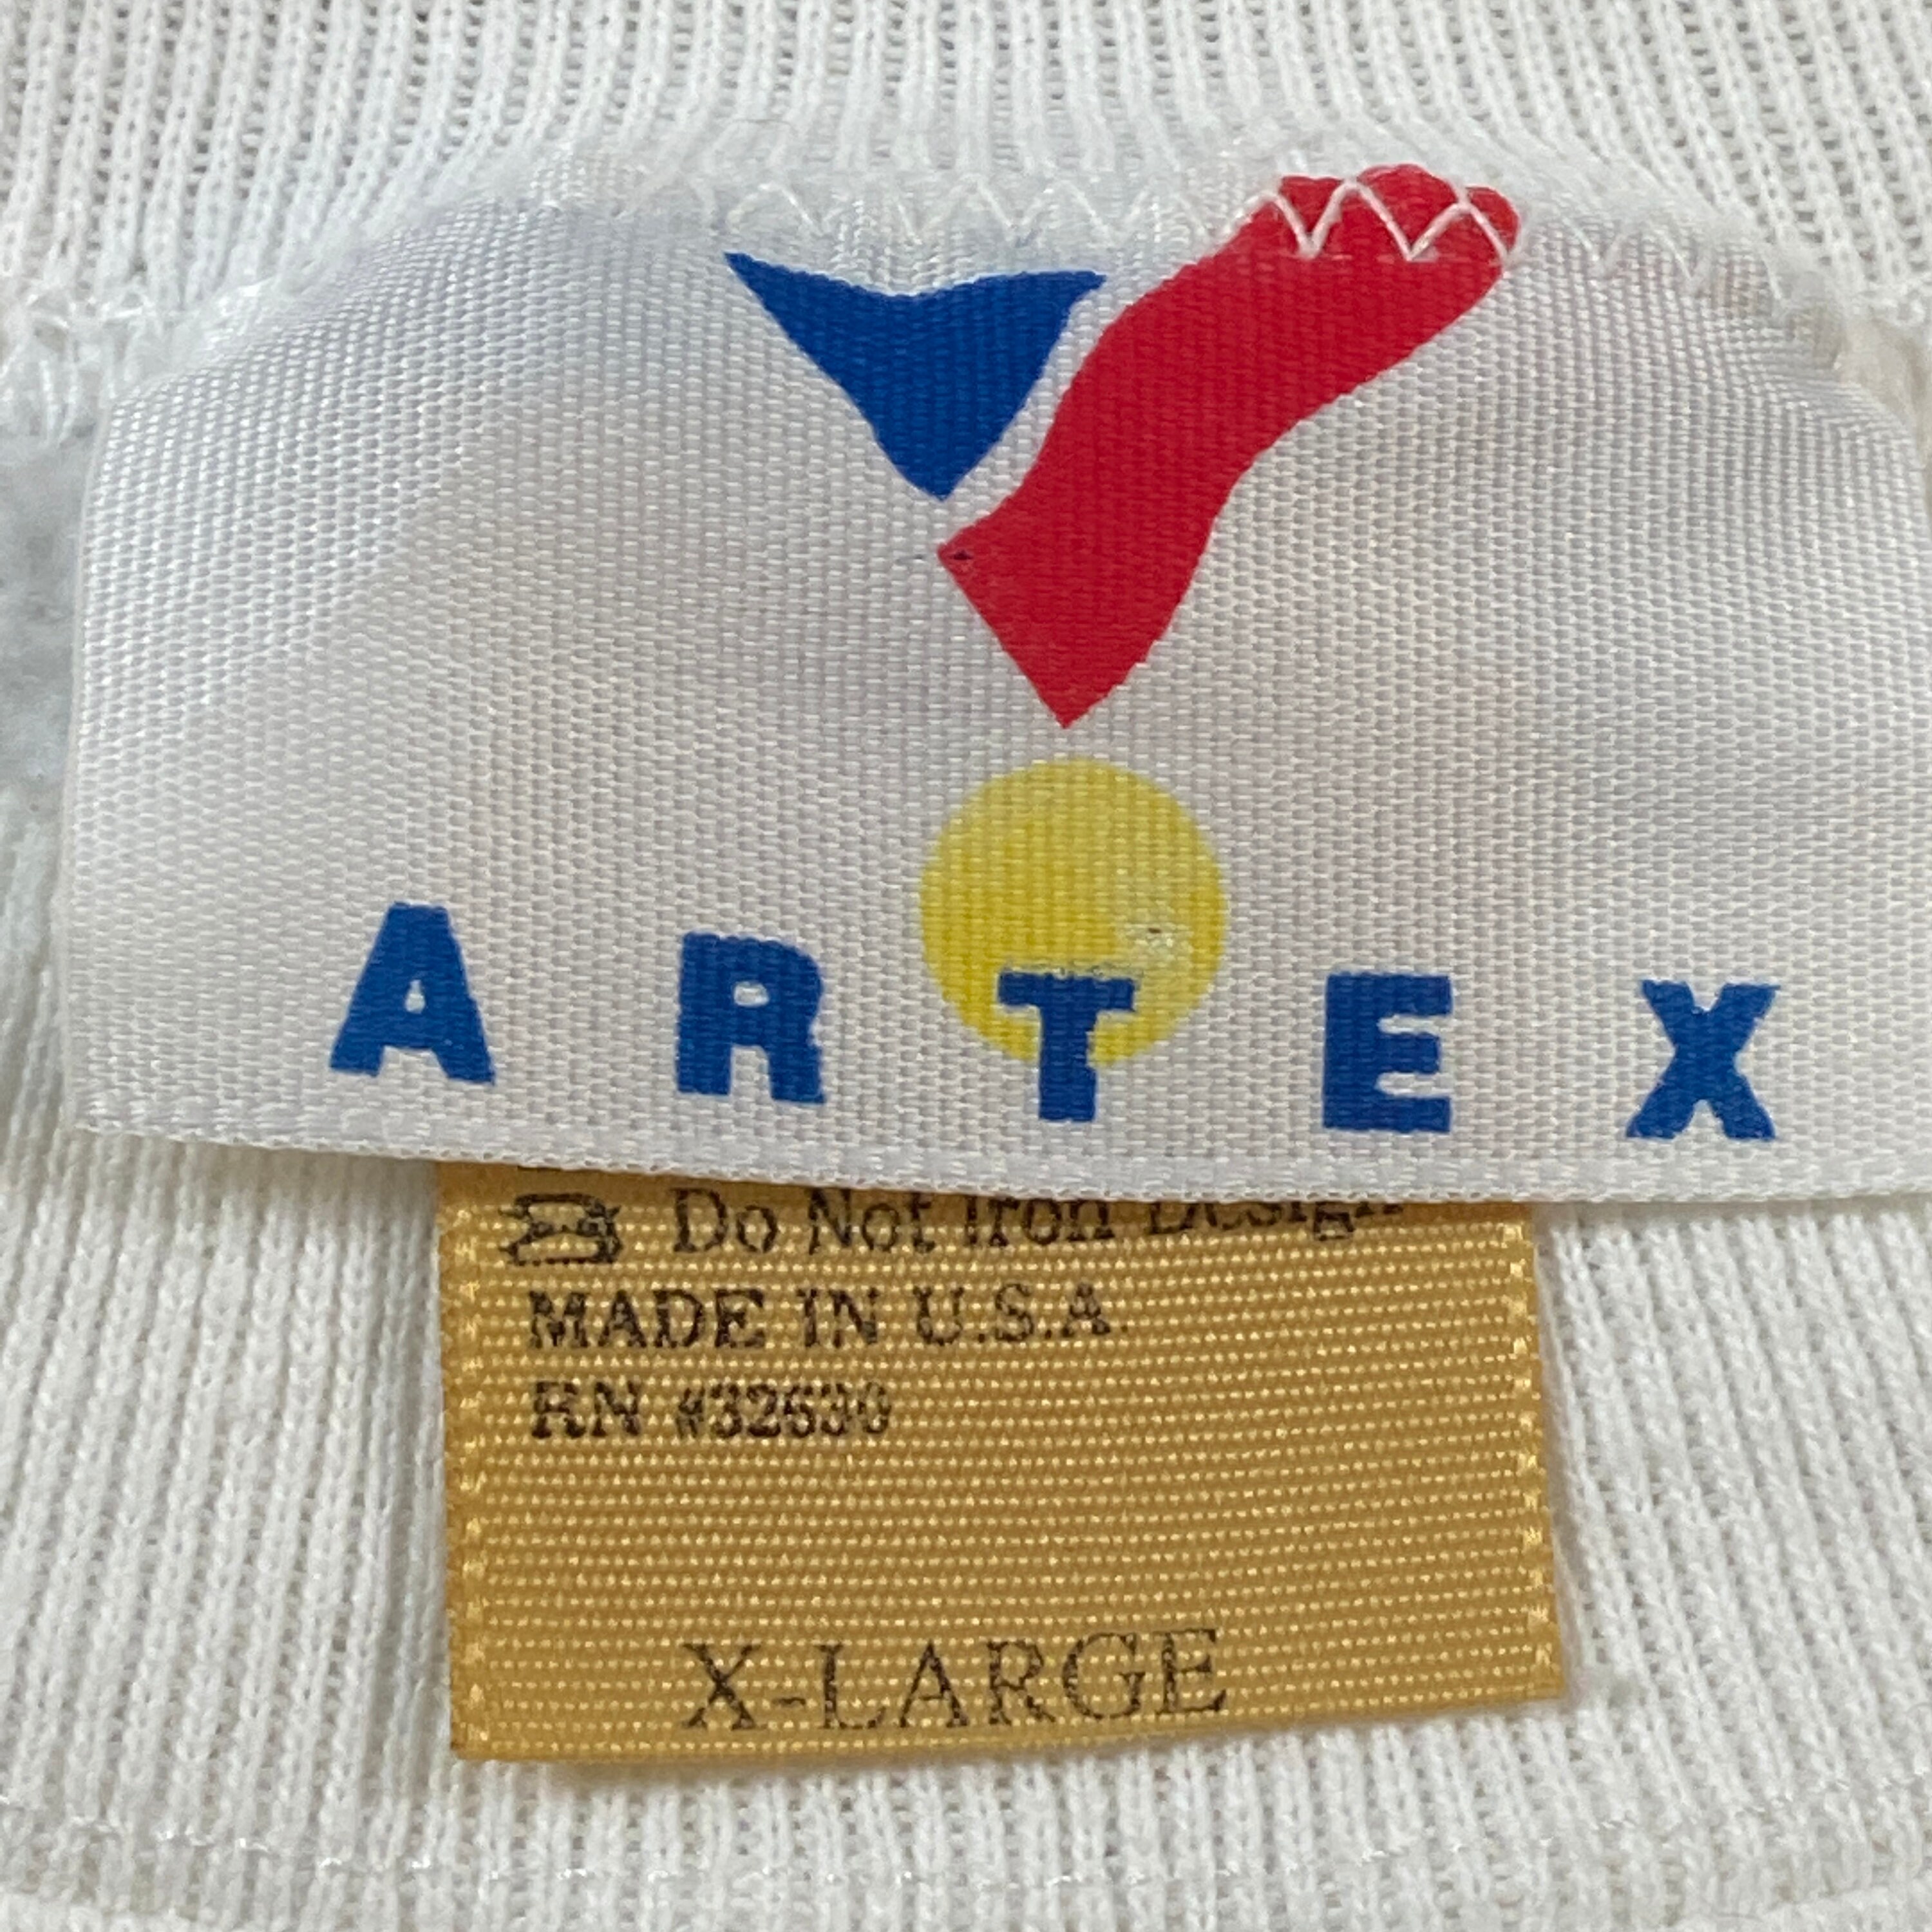 ARTEX
Do Not Iron Design
MADE IN U.S.A.
RN #32630
X-LARGE